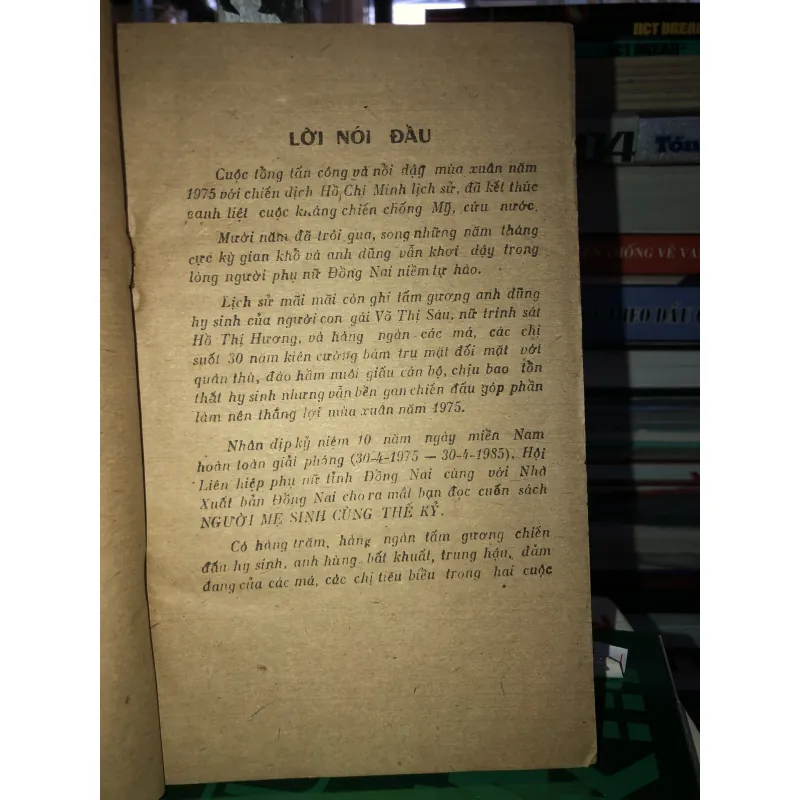 LỜI NÓI ĐẦU
Cuộc tổng tấn công và nổi dậy mùa xuân năm
1975 với chiến dịch Hồ Chí Minh lịch sử, đã kết thúc
oanh liệt cuộc kháng chiến chống Mỹ, cứu nước.
Mười năm đã trôi qua, song những năm tháng
cực kỳ gian khổ và anh dũng vẫn khơi dậy trong
lòng người phụ nữ Đồng Nai niềm tự hào.
Lịch sử mãi mãi còn ghi tấm gương anh dũng
hy sinh của người con gái Võ Thị Sáu, nữ trinh sát
Hồ Thị Hương, và hàng ngàn các má, các chị
suốt 30 năm kiên cường bám trụ mặt đối mặt với
quân thù, đào hầm nuôi giấu cán bộ, chịu bao tồn
thất hy sinh nhưng vẫn bền gan chiến đấu góp phần
làm nên thắng lợi mùa xuân năm 1975.
Nhân dịp kỷ niệm 10 năm ngày miền Nam
hoàn toàn giải phóng (30-4-1975 — 30-4-1985), Hội
Liên hiệp phụ nữ tỉnh Đồng Nai cùng với Nhà
Xuất bản Đồng Nai cho ra mắt bạn đọc cuốn sách
NGƯỜI MẸ SINH CÙNG THẾ KỶ.
Có hàng trăm, hàng ngàn tấm gương chiến
đấu hy sinh, anh hùng bất khuất, trung hậu, đảm
đang của các má, các chị tiêu biểu trong hai cuộc
NCT DREAM
NCT DREAM
04
THỐNG VỀ VĂ
THEO DẤU